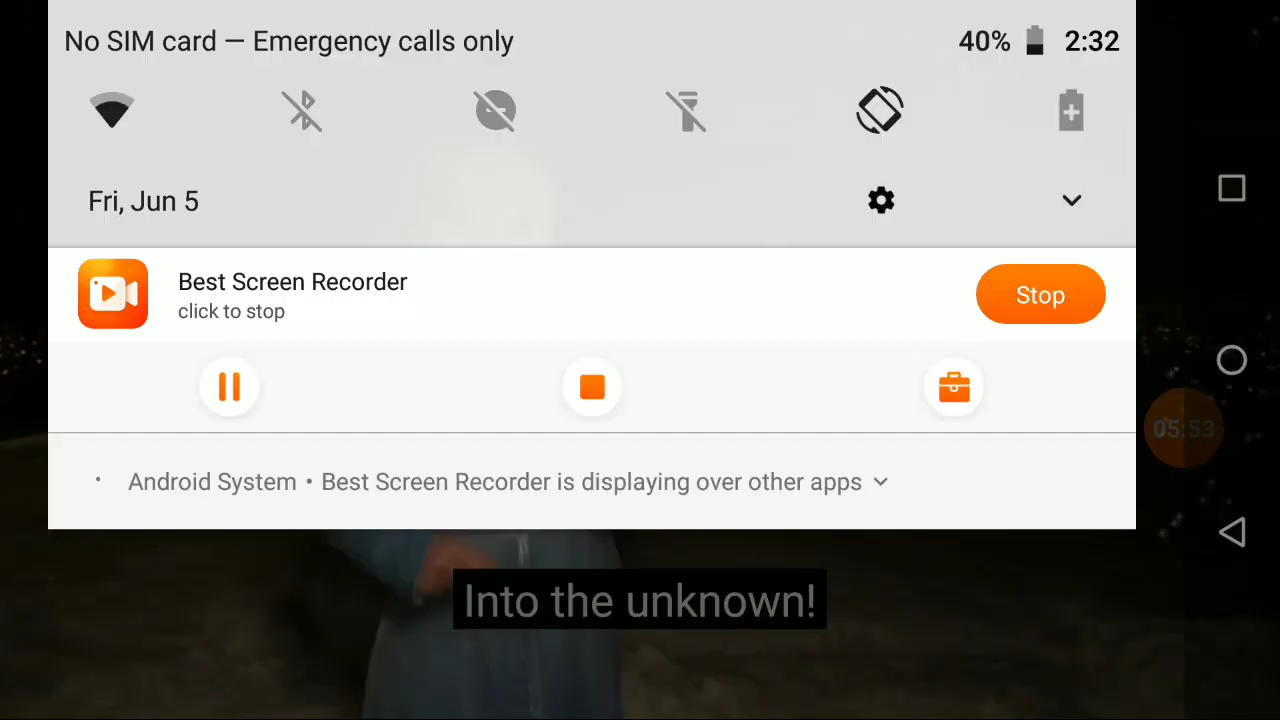 No SIM card — Emergency calls only
40% 2:32
Fri, Jun 5
Best Screen Recorder
click to stop
Stop
05:53
Android System • Best Screen Recorder is displaying over other apps
Into the unknown!